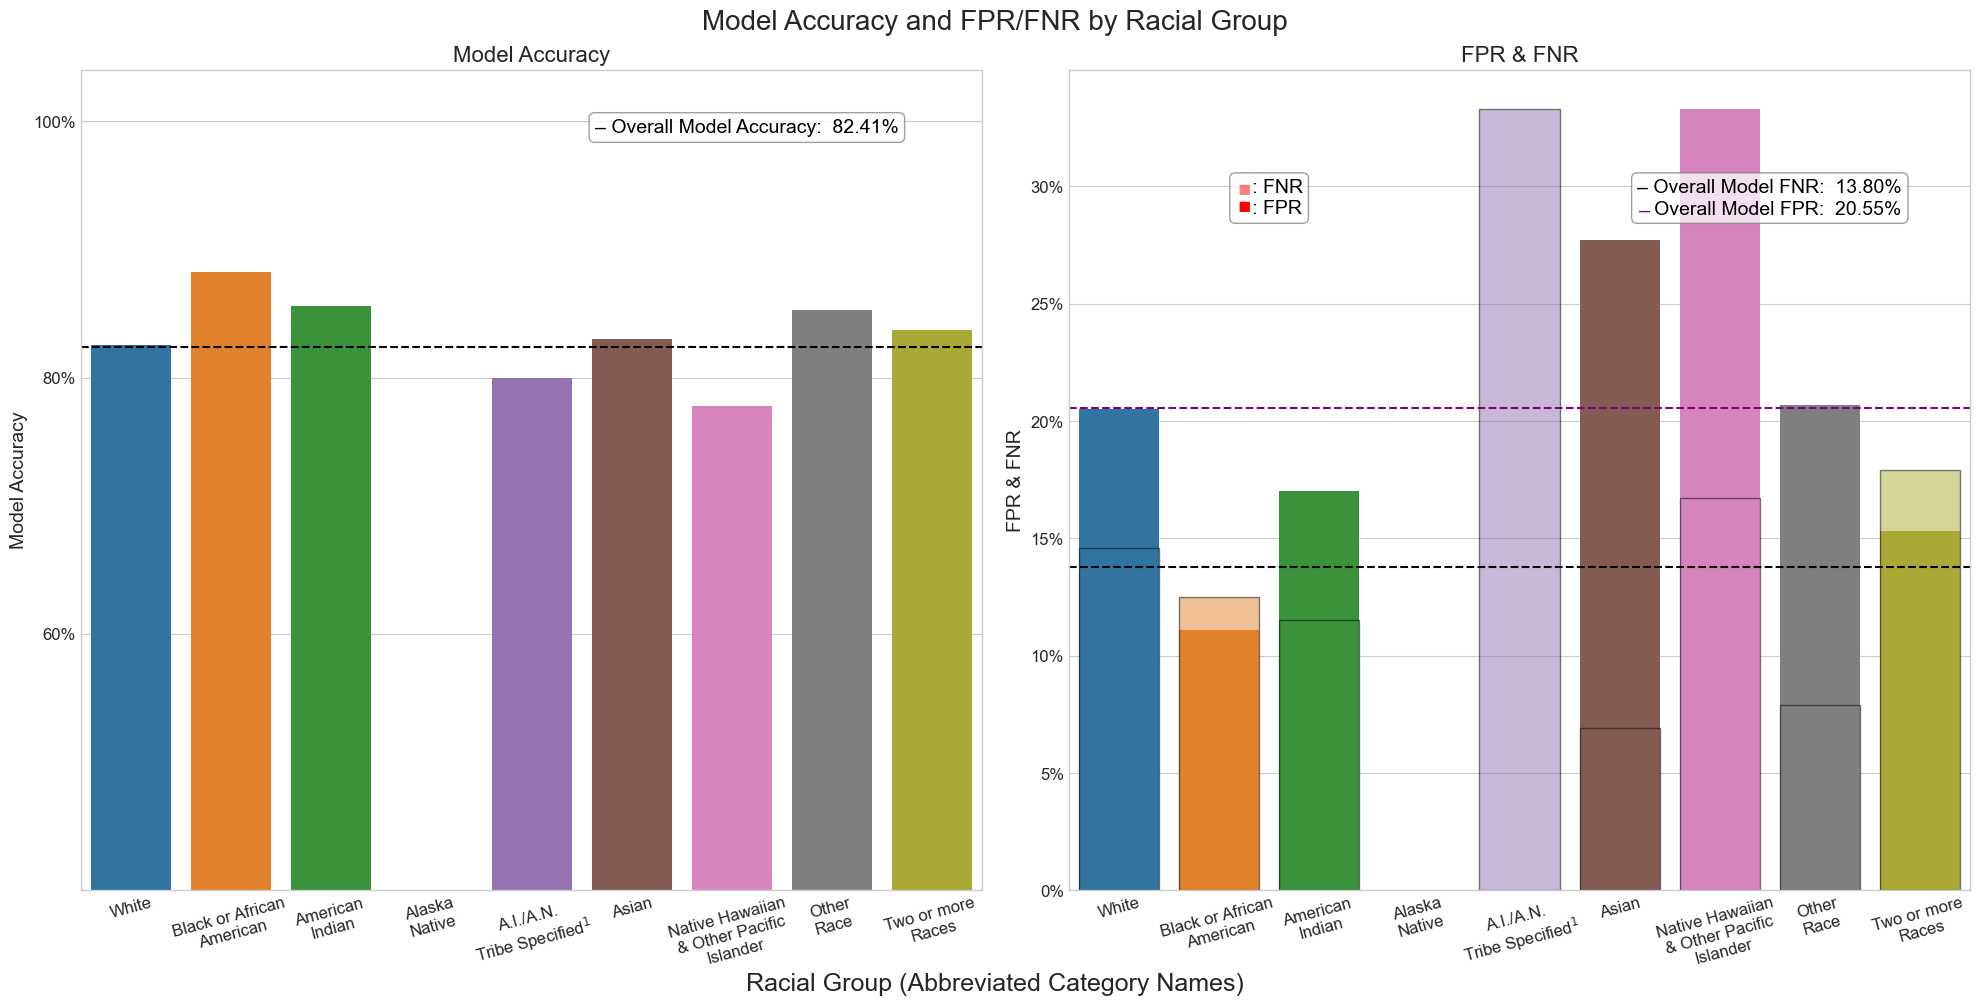 Model Accuracy and FPR/FNR by Racial Group
Model Accuracy
100%
80%
60%
Model Accuracy
– Overall Model Accuracy:  82.41%
White
Black or African
American
American
Indian
Alaska
Native
A.I./A.N.
Tribe Specified¹
Asian
Native Hawaiian
& Other Pacific
Islander
Other
Race
Two or more
Races
FPR & FNR
30%
25%
20%
15%
10%
5%
0%
FPR & FNR
: FNR
: FPR
– Overall Model FNR:  13.80%
– Overall Model FPR:  20.55%
White
Black or African
American
American
Indian
Alaska
Native
A.I./A.N.
Tribe Specified¹
Asian
Native Hawaiian
& Other Pacific
Islander
Other
Race
Two or more
Races
Racial Group (Abbreviated Category Names)